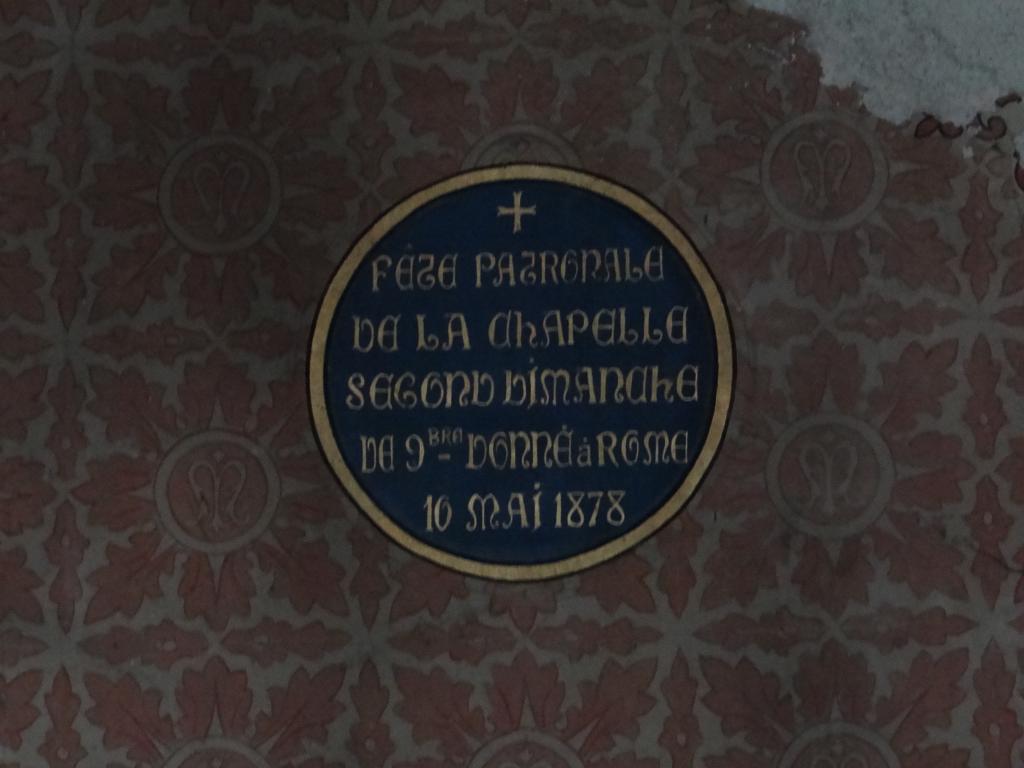 FÊTE PATRONALE
DE LA CHAPELLE
SECOND DIMANCHE
DE 9BRE DONNÉ à ROME
10 MAI 1878